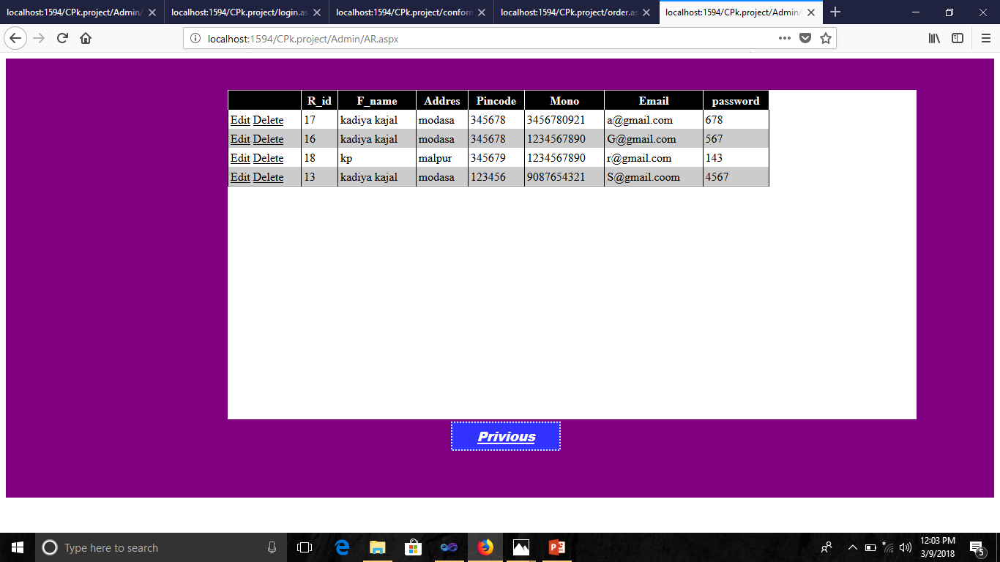 localhost:1594/CPk.project/Admin/ localhost:1594/CPk.project/login.as localhost:1594/CPk.project/conform localhost:1594/CPk.project/order.as localhost:1594/CPk.project/Admin/
localhost:1594/CPk.project/Admin/AR.aspx
R_id F_name Addres Pincode Mono Email password
Edit Delete 17 kadiya kajal modasa 345678 3456780921 a@gmail.com 678
Edit Delete 16 kadiya kajal modasa 345678 1234567890 G@gmail.com 567
Edit Delete 18 kp malpur 345679 1234567890 r@gmail.com 143
Edit Delete 13 kadiya kajal modasa 123456 9087654321 S@gmail.coom 4567
Privious
Type here to search
12:03 PM
3/9/2018
5